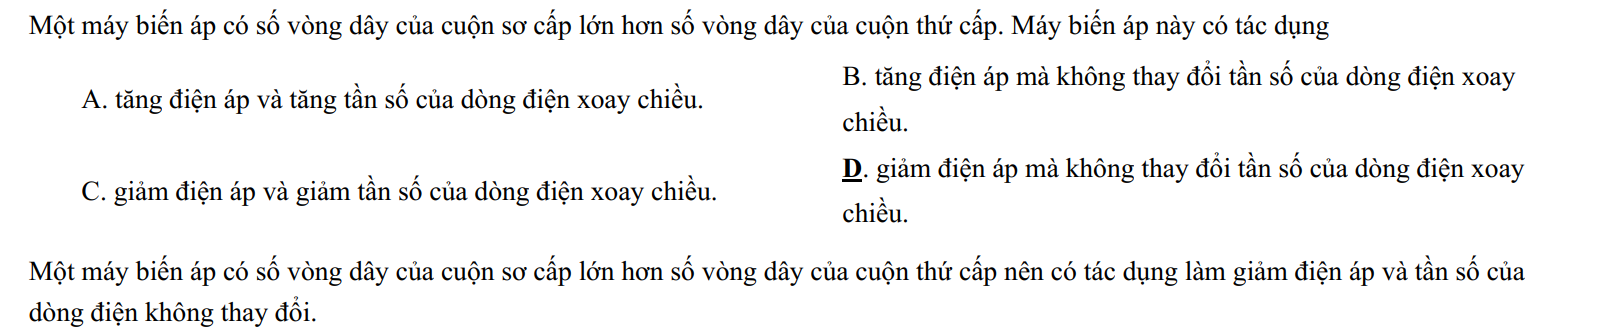 Một máy biến áp có số vòng dây của cuộn sơ cấp lớn hơn số vòng dây của cuộn thứ cấp. Máy biến áp này có tác dụng
A. tăng điện áp và tăng tần số của dòng điện xoay chiều.
B. tăng điện áp mà không thay đổi tần số của dòng điện xoay
chiều.
C. giảm điện áp và giảm tần số của dòng điện xoay chiều.
D. giảm điện áp mà không thay đổi tần số của dòng điện xoay
chiều.
Một máy biến áp có số vòng dây của cuộn sơ cấp lớn hơn số vòng dây của cuộn thứ cấp nên có tác dụng làm giảm điện áp và tần số của
dòng điện không thay đổi.